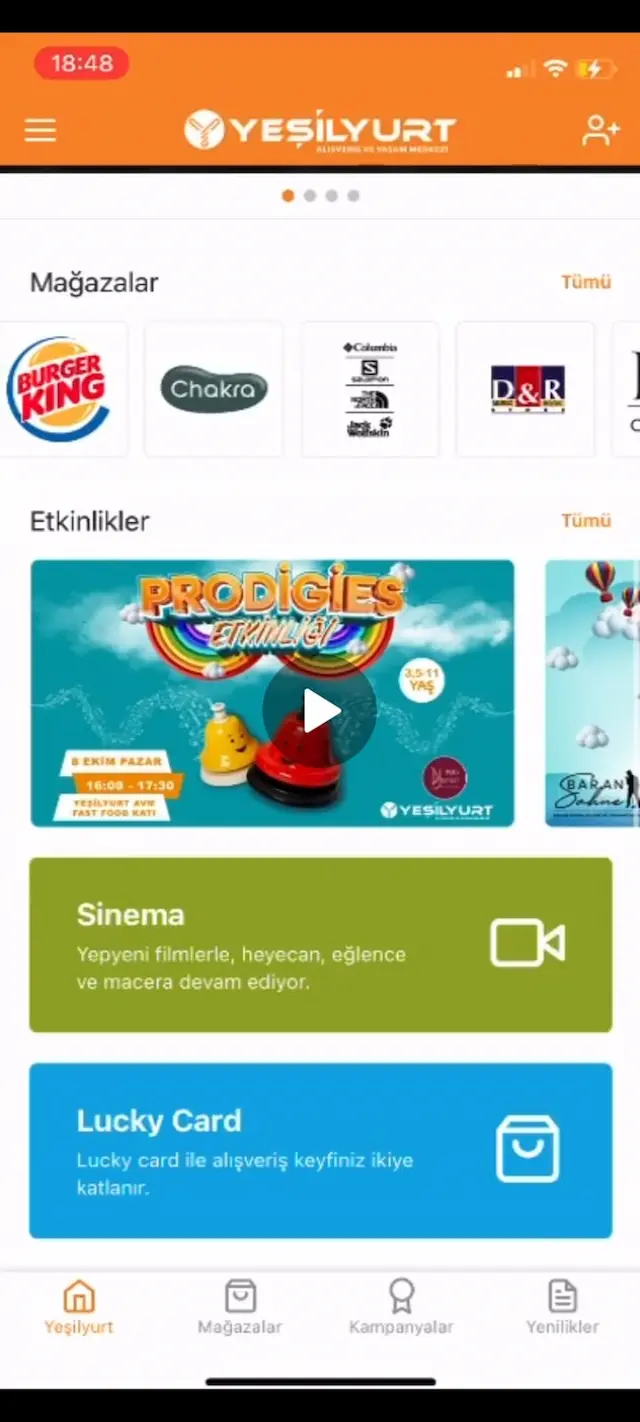 18:48
YEŞİLYURT
ALIŞVERİŞ VE YAŞAM MERKEZİ
Mağazalar
Tümü
BURGER
KING
Chakra
Columbia
SALOMON
THE
NORTH
FACE
Jack
Wolfskin
D&R
Etkinlikler
Tümü
PRODİGİES
ETKİNLİĞİ
3,5-11
YAŞ
8 EKİM PAZAR
16:00 - 17:30
YEŞİLYURT AVM
FAST FOOD KATI
YEŞİLYURT
BARAN
Sahne
Sinema
Yepyeni filmlerle, heyecan, eğlence
ve macera devam ediyor.
Lucky Card
Lucky card ile alışveriş keyfiniz ikiye
katlanır.
Yeşilyurt
Mağazalar
Kampanyalar
Yenilikler